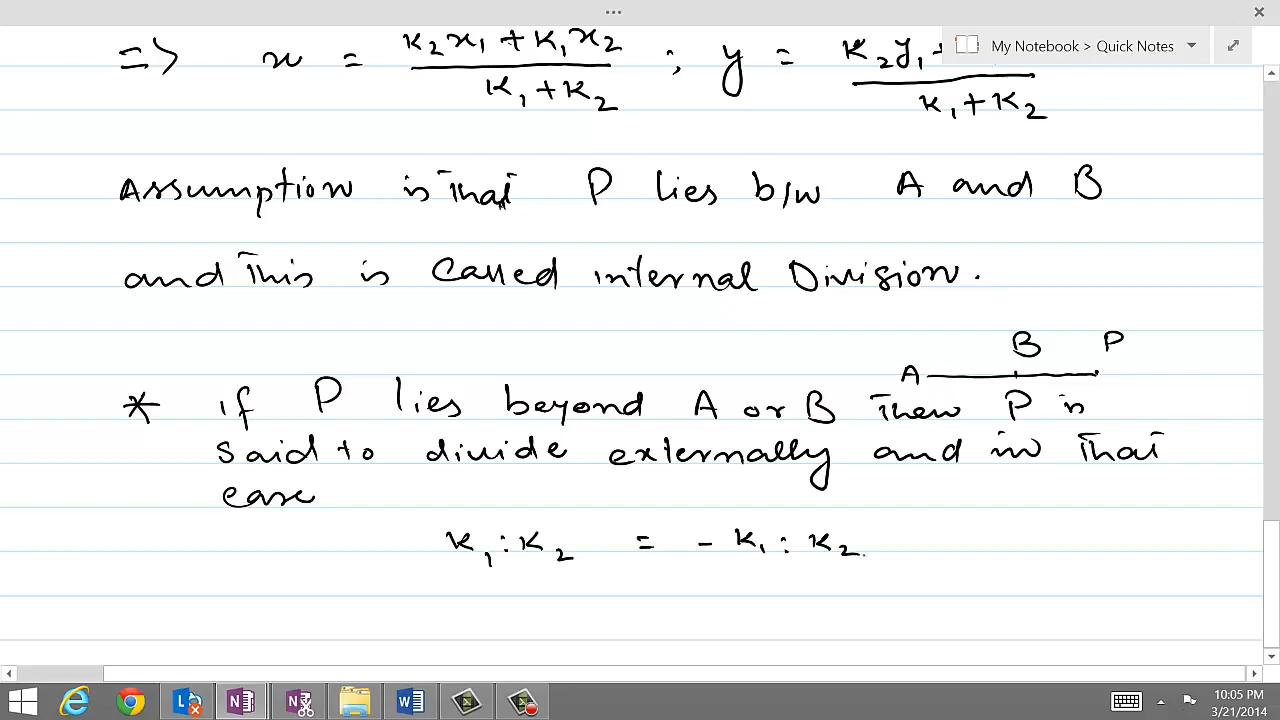 => x = K2x1 + K1x2 / K1 + K2 ; y = K2y1 + / K1 + K2
My Notebook > Quick Notes
Assumption is that P lies b/w A and B
and this is called internal Division.
B P
A
* if P lies beyond A or B then P is
said to divide externally and in that
case
K1 : K2 = - K1 : K2.
10:05 PM
3/21/2014